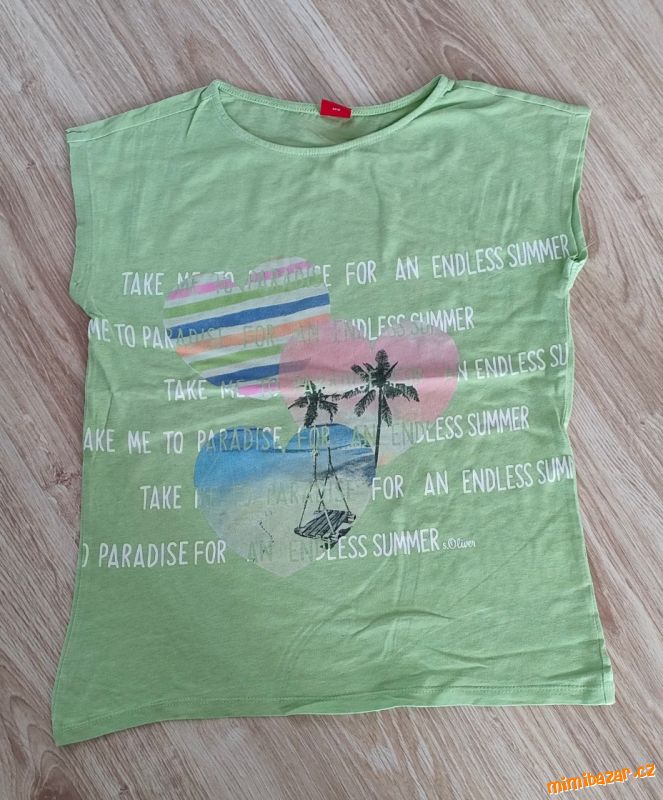 TAKE ME TO PARADISE FOR AN ENDLESS SUMMER
ME TO PARADISE FOR AN ENDLESS SUMMER
TAKE ME TO PARADISE FOR AN ENDLESS SU
AKE ME TO PARADISE FOR AN ENDLESS SUMMER
TAKE ME TO PARADISE FOR AN ENDLESS SUMM
O PARADISE FOR AN ENDLESS SUMMER s.Oliver
mimibazar.cz